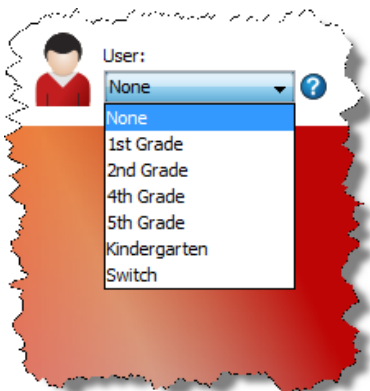 User:
None
?
None
1st Grade
2nd Grade
4th Grade
5th Grade
Kindergarten
Switch